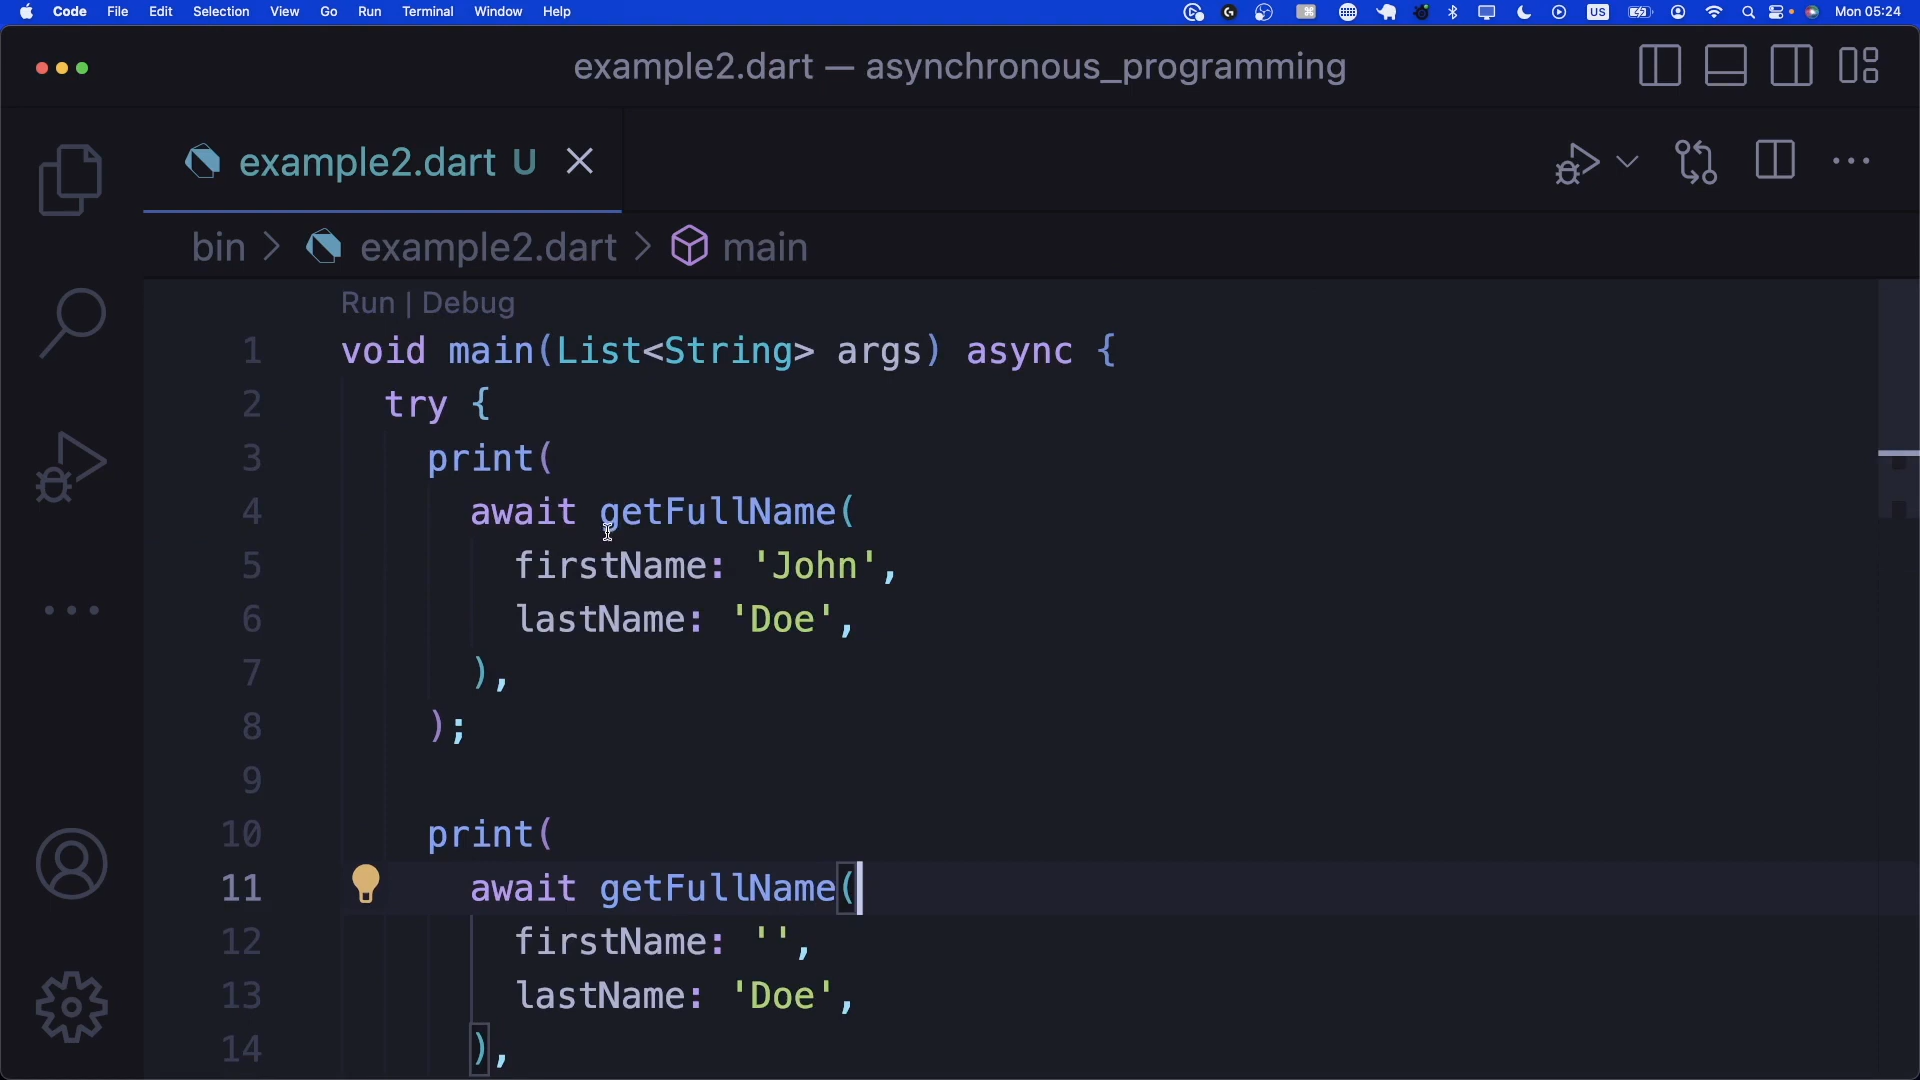 Code File Edit Selection View Go Run Terminal Window Help US Mon 05:24
example2.dart — asynchronous_programming
example2.dart U
bin > example2.dart > main
Run | Debug
1 void main(List<String> args) async {
2 try {
3 print(
4 await getFullName(
5 firstName: 'John',
6 lastName: 'Doe',
7 ),
8 );
9
10 print(
11 await getFullName(
12 firstName: '',
13 lastName: 'Doe',
14 ),